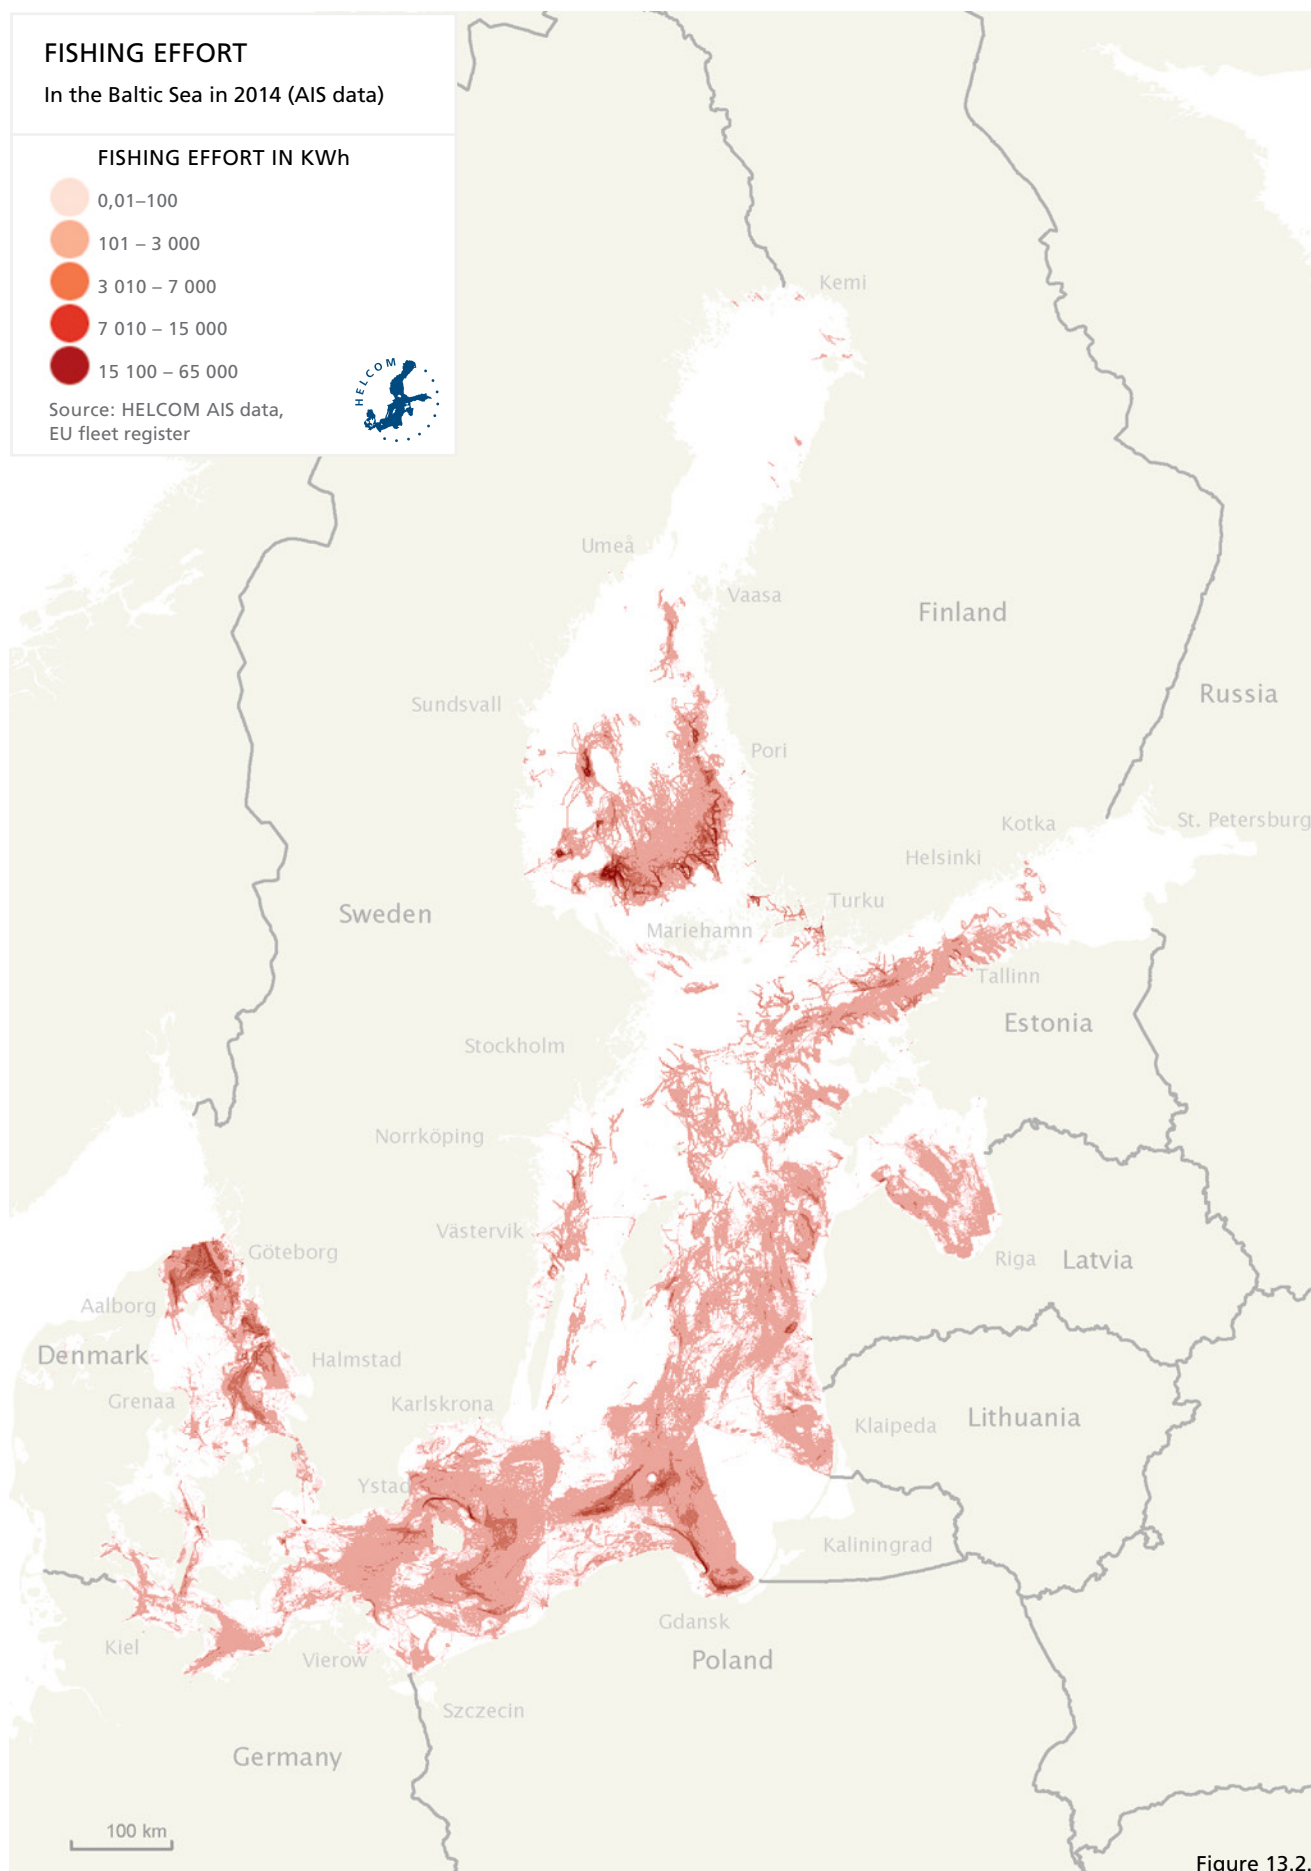 FISHING EFFORT
In the Baltic Sea in 2014 (AIS data)
FISHING EFFORT IN KWh
0,01–100
101 – 3 000
3 010 – 7 000
7 010 – 15 000
15 100 – 65 000
Source: HELCOM AIS data,
EU fleet register
HELCOM
Kemi
Umeå
Vaasa
Finland
Russia
Sundsvall
Pori
Kotka
St. Petersburg
Helsinki
Turku
Sweden
Mariehamn
Tallinn
Estonia
Stockholm
Norrköping
Västervik
Göteborg
Riga
Latvia
Aalborg
Denmark
Halmstad
Grenaa
Karlskrona
Klaipeda
Lithuania
Ystad
Kaliningrad
Gdansk
Kiel
Vierow
Poland
Szczecin
Germany
100 km
Figure 13.2.